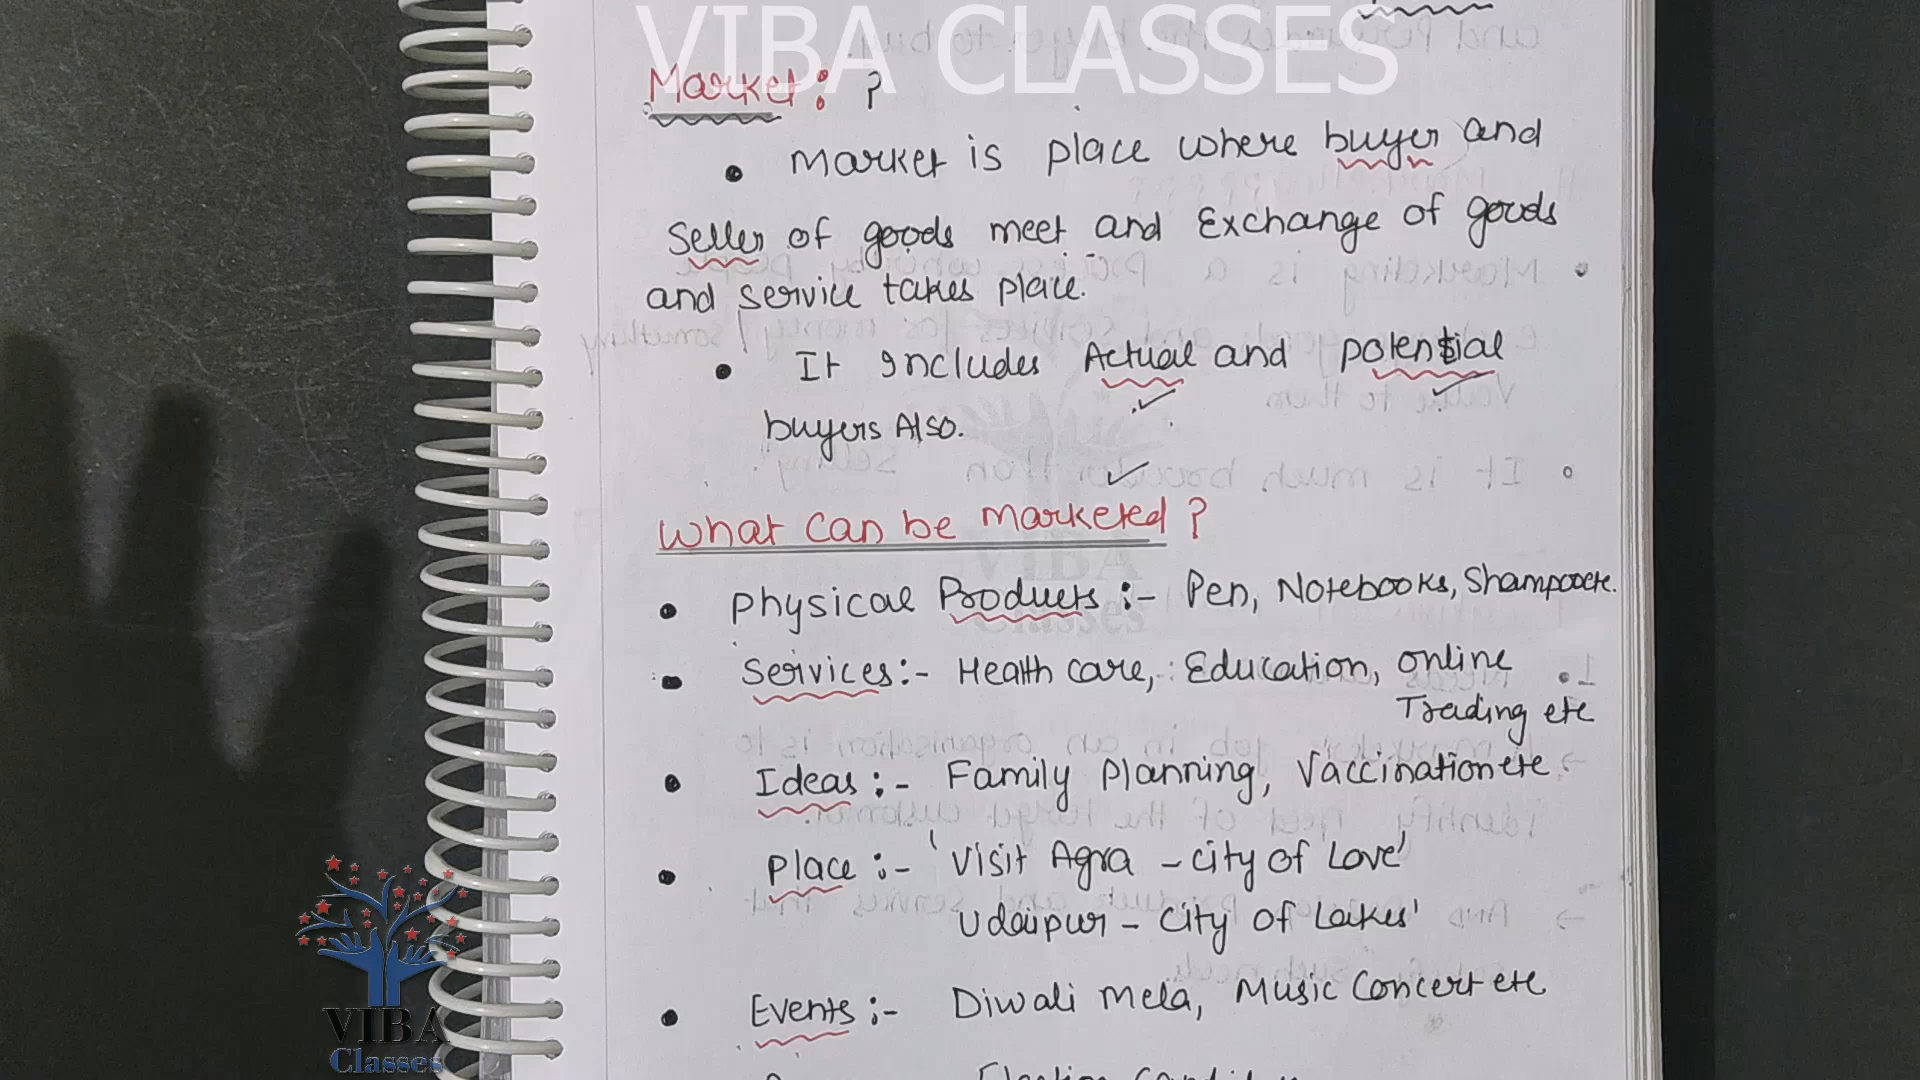 VIBA CLASSES
Market: ?
• Market is place where buyer and
seller of goods meet and Exchange of goods
and service takes place.
• It Includes Actual and potential
buyers Also.
What can be marketed ?
• Physical Products :- Pen, Notebooks, Shampoo etc.
• Services :- Health care, Education, online
Trading etc
• Ideas :- Family Planning, Vaccination etc
• Place :- 'Visit Agra - City of Love'
Udaipur - City of Lakes'
• Events :- Diwali Mela, Music Concert etc
VIBA
Classes